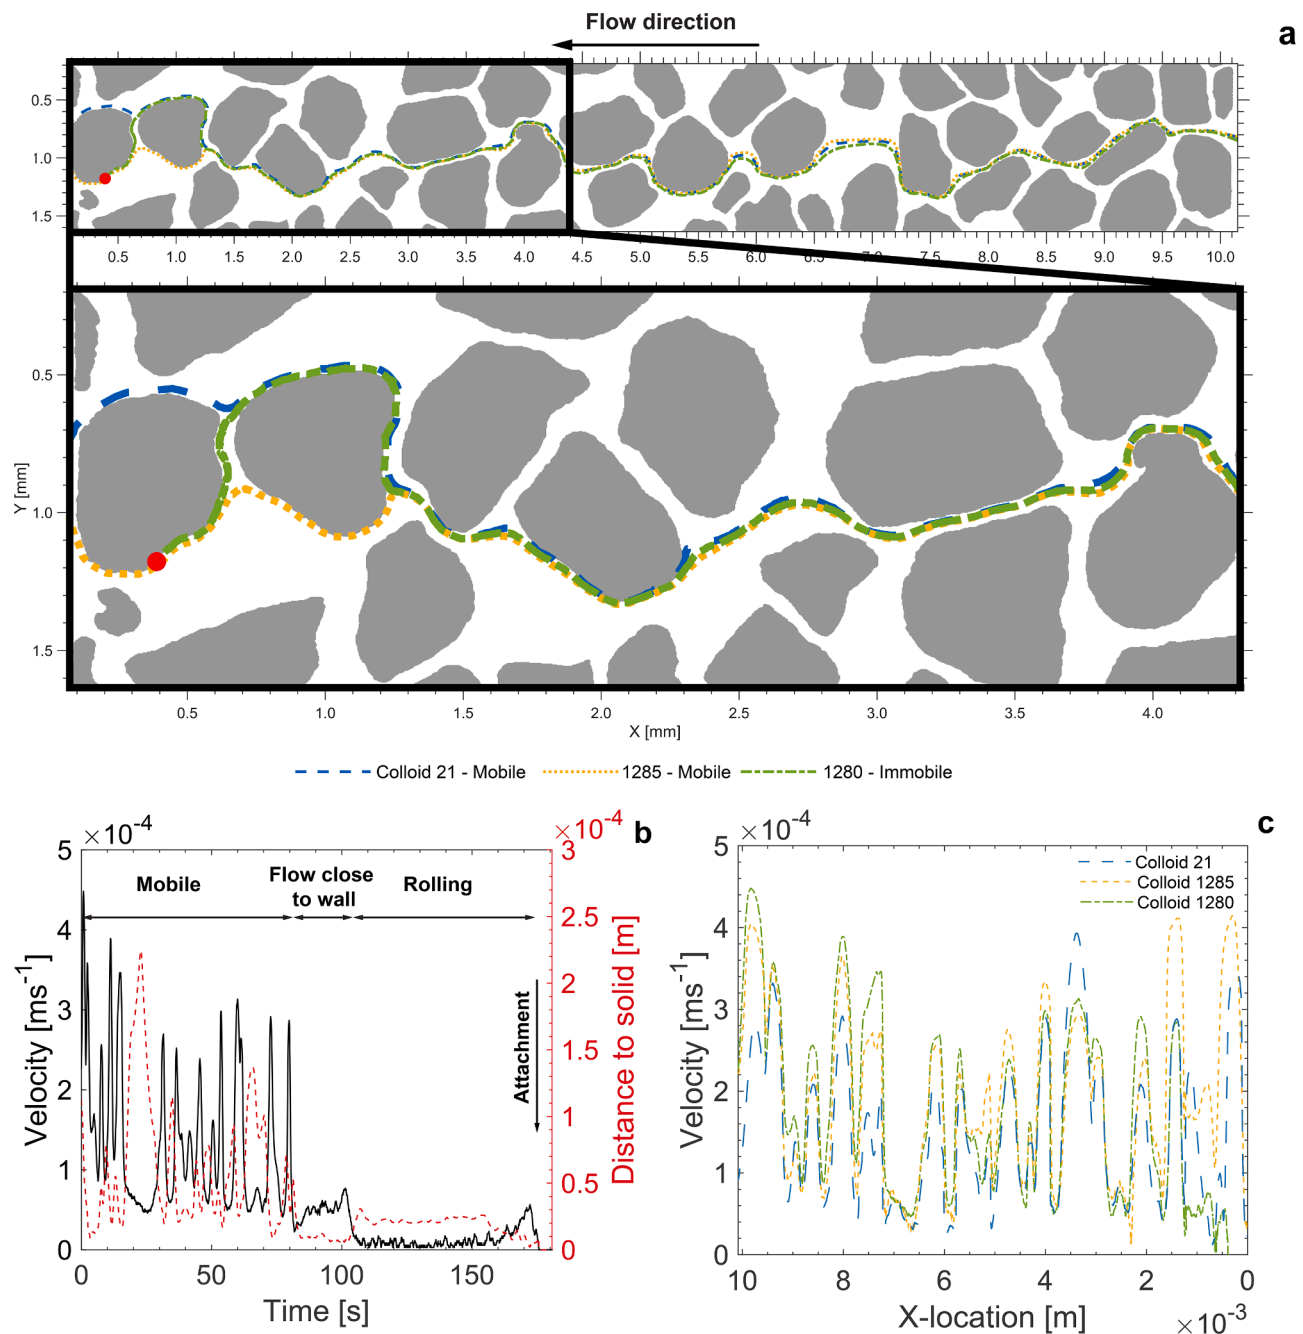 Flow direction
a
0.5
1.0
1.5
0.5 1.0 1.5 2.0 2.5 3.0 3.5 4.0 4.5 5.0 5.5 6.0 6.5 7.0 7.5 8.0 8.5 9.0 9.5 10.0
0.5
1.0
1.5
Y [mm]
0.5 1.0 1.5 2.0 2.5 3.0 3.5 4.0
X [mm]
Colloid 21 - Mobile 1285 - Mobile 1280 - Immobile
×10⁻⁴ ×10⁻⁴ b
5
4
3
2
1
0
Velocity [ms⁻¹]
Mobile
Flow close
to wall
Rolling
Attachment
3
2.5
2
1.5
1
0.5
0
Distance to solid [m]
0 50 100 150
Time [s]
×10⁻⁴ c
5
4
3
2
1
0
Velocity [ms⁻¹]
Colloid 21
Colloid 1285
Colloid 1280
10 8 6 4 2 0
X-location [m] ×10⁻³